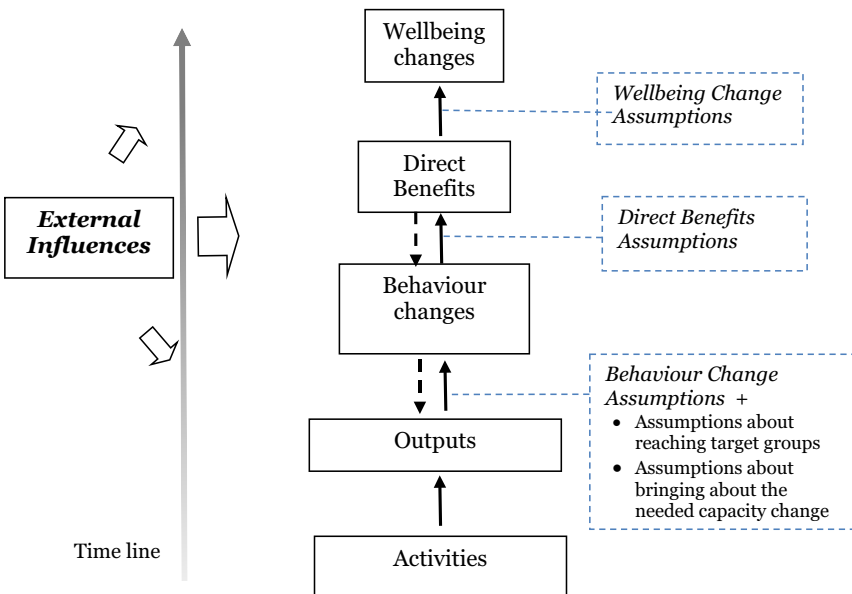 Wellbeing
changes
Wellbeing Change
Assumptions
Direct
Benefits
External
Influences
Direct Benefits
Assumptions
Behaviour
changes
Behaviour Change
Assumptions +
• Assumptions about
reaching target groups
• Assumptions about
bringing about the
needed capacity change
Outputs
Time line
Activities